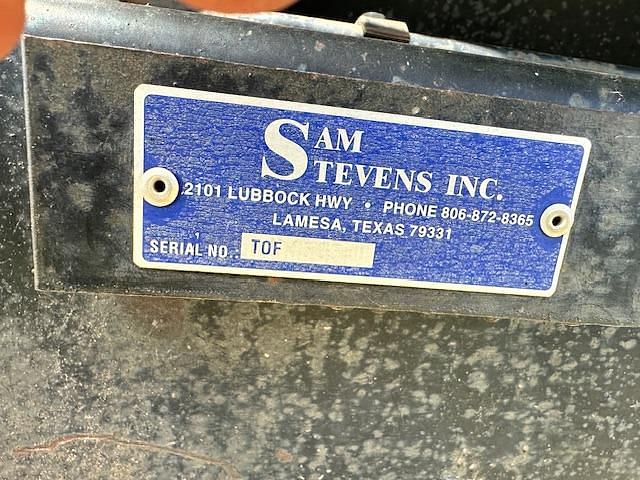 SAM
STEVENS INC.
2101 LUBBOCK HWY • PHONE 806-872-8365
LAMESA, TEXAS 79331
SERIAL NO.: TOF